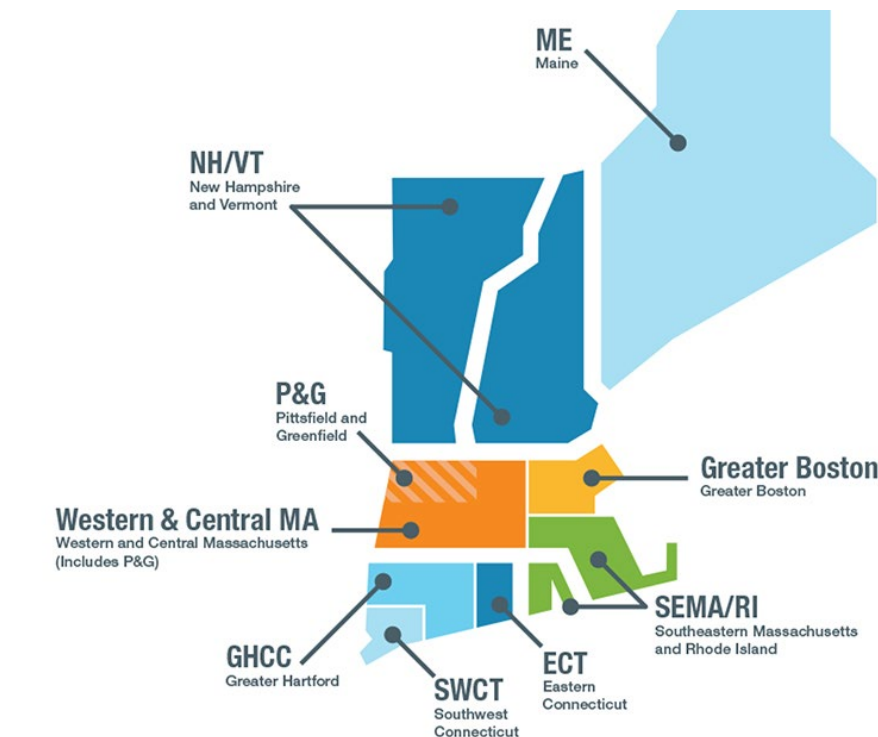 ME
Maine
NH/VT
New Hampshire
and Vermont
P&G
Pittsfield and
Greenfield
Greater Boston
Greater Boston
Western & Central MA
Western and Central Massachusetts
(Includes P&G)
SEMA/RI
Southeastern Massachusetts
and Rhode Island
GHCC
Greater Hartford
ECT
Eastern
Connecticut
SWCT
Southwest
Connecticut